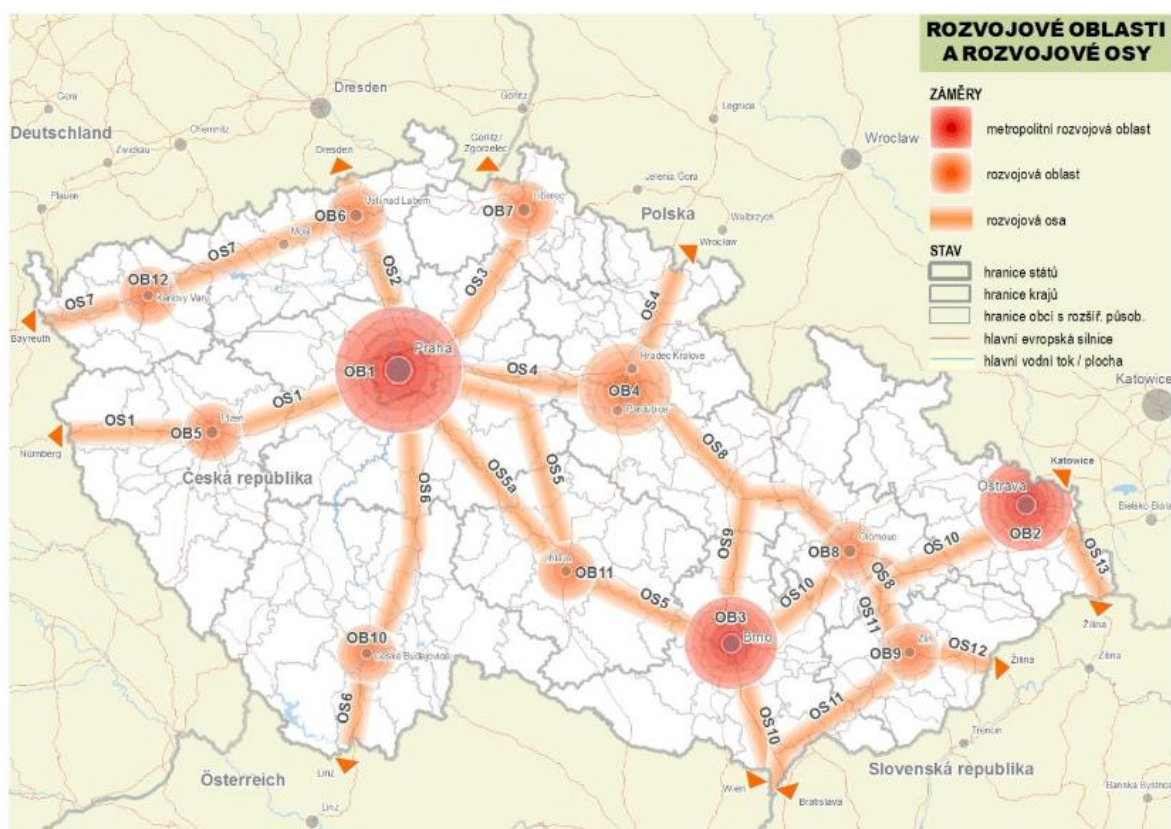 ROZVOJOVÉ OBLASTI
A ROZVOJOVÉ OSY
ZÁMĚRY
metropolitní rozvojová oblast
rozvojová oblast
rozvojová osa
STAV
hranice států
hranice krajů
hranice obcí s rozšíř. působ.
hlavní evropská silnice
hlavní vodní tok / plocha
Gera
Dresden
Görlitz
Legnica
Deutschland
Chemnitz
Zwickau
Dresden
Görlitz/
Zgorzelec
Wroclaw
Plauen
Jelenia Gora
Polska
Walbrzych
OB6
Ústí nad Labem
OB7
Liberec
Wroclaw
OS7
Most
OB12
Karlovy Vary
OS2
OS3
OS4
OS7
Bayreuth
Praha
OB1
OS4
Hradec Králové
OB4
Pardubice
Katowice
OS1
OS1
Plzeň
OB5
Nürnberg
Česká republika
OS6
OS5a
OS5
OS8
Katowice
Ostrava
OB2
Bielsko Biala
OS9
OB8
Olomouc
OS10
OS13
Jihlava
OB11
OS10
OS8
OS5
OS11
Žilina
OB3
Brno
OB10
České Budějovice
OB9
Zlín
OS12
Žilina
Žilina
OS6
OS10
OS11
Trencin
Linz
Österreich
Wien
Bratislava
Slovenská republika
Linz
Banská Bystrica